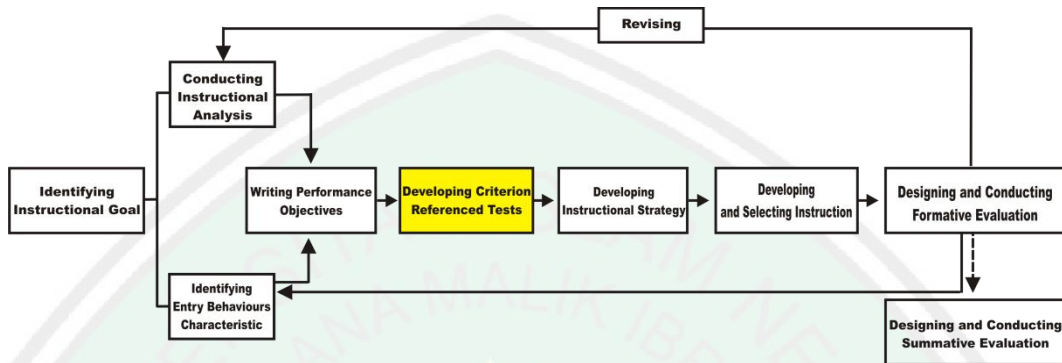 Revising
Conducting
Instructional
Analysis
Identifying
Instructional Goal
Writing Performance
Objectives
Developing Criterion
Referenced Tests
Developing
Instructional Strategy
Developing
and Selecting Instruction
Designing and Conducting
Formative Evaluation
Identifying
Entry Behaviours
Characteristic
Designing and Conducting
Summative Evaluation